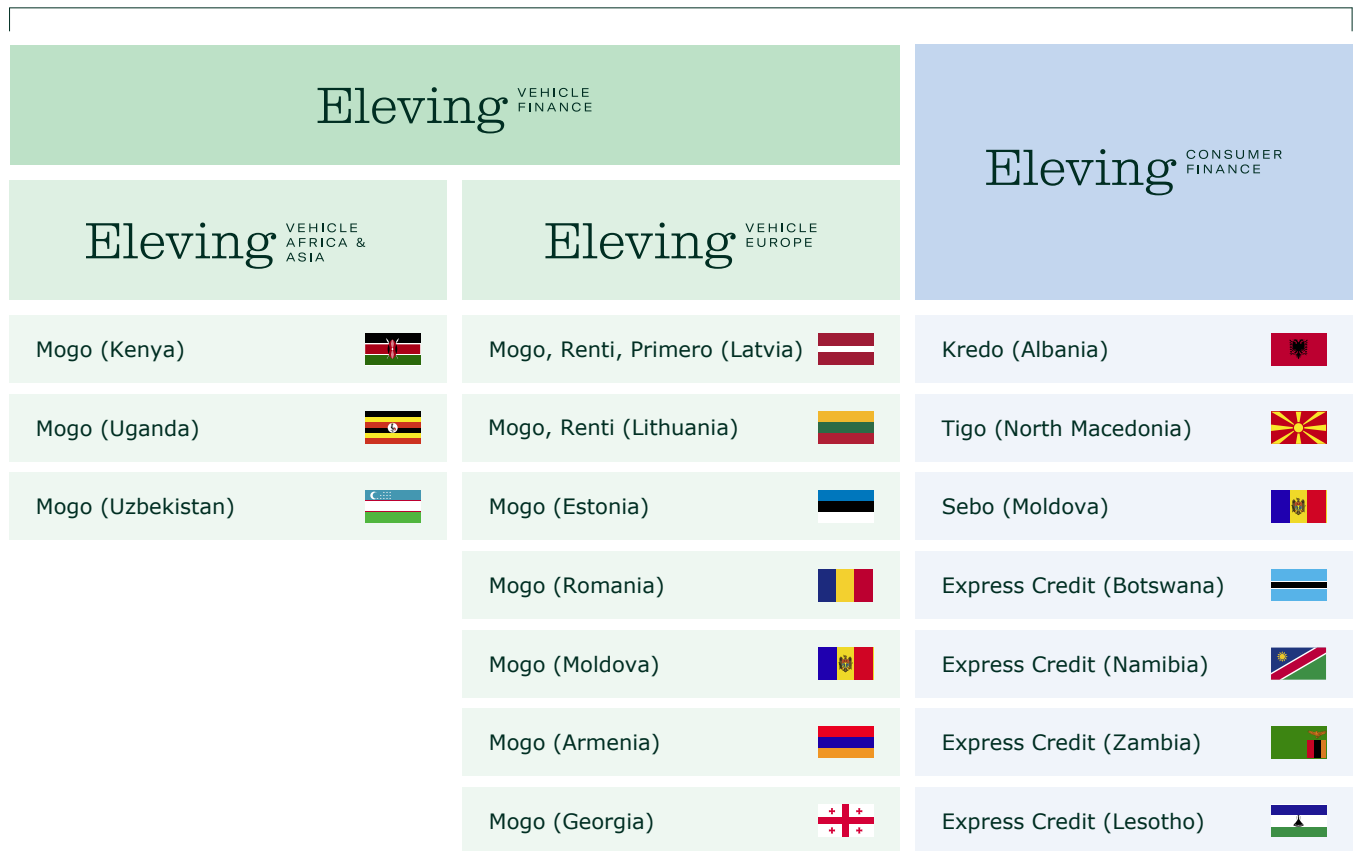 Eleving VEHICLE
FINANCE
Eleving CONSUMER
FINANCE
Eleving VEHICLE
AFRICA &
ASIA
Eleving VEHICLE
EUROPE
Mogo (Kenya)
Mogo (Uganda)
Mogo (Uzbekistan)
Mogo, Renti, Primero (Latvia)
Mogo, Renti (Lithuania)
Mogo (Estonia)
Mogo (Romania)
Mogo (Moldova)
Mogo (Armenia)
Mogo (Georgia)
Kredo (Albania)
Tigo (North Macedonia)
Sebo (Moldova)
Express Credit (Botswana)
Express Credit (Namibia)
Express Credit (Zambia)
Express Credit (Lesotho)